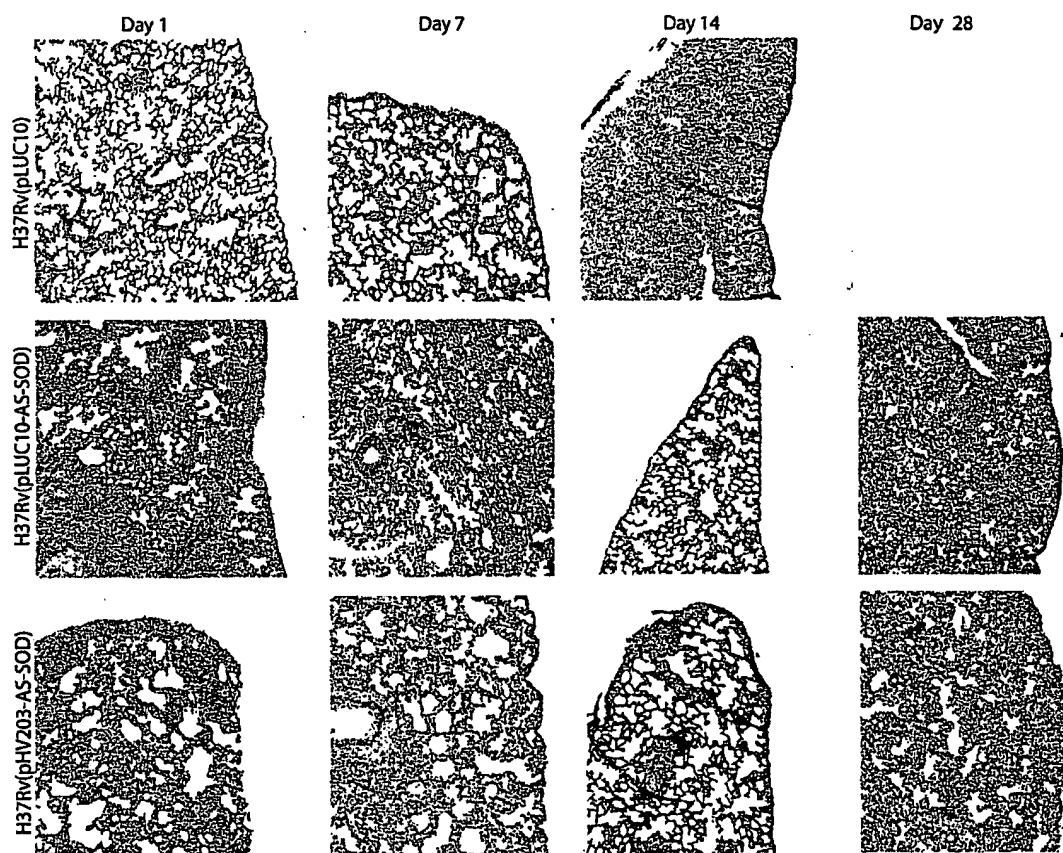 Day 1
Day 7
Day 14
Day 28
H37Rv(pLUC10)
H37Rv(pLUC10-AS-SOD)
H37Rv(pHV203-AS-SOD)